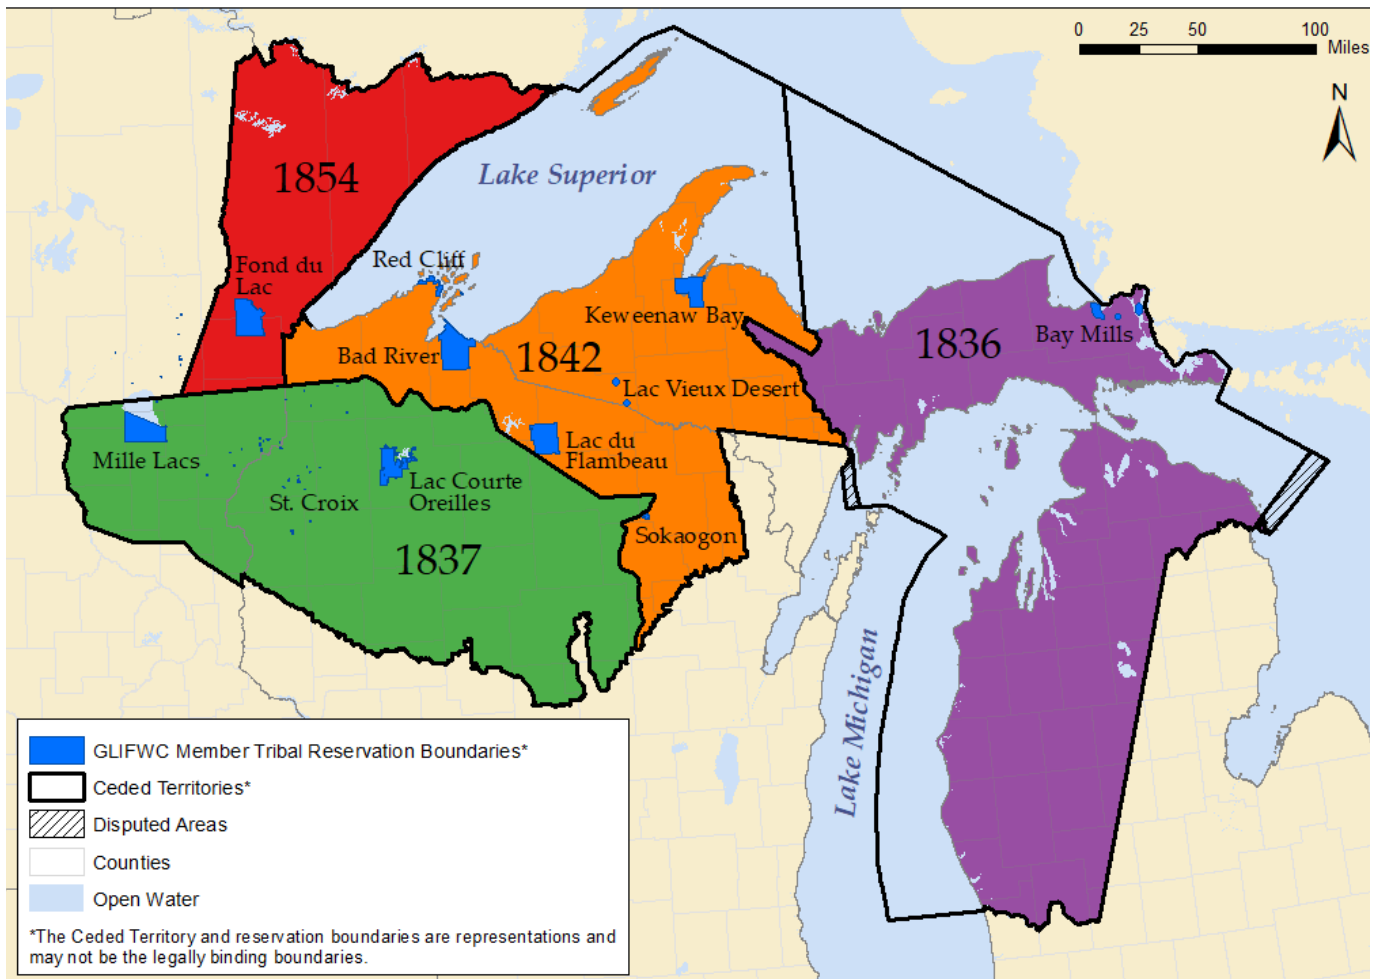 0 25 50 100
Miles
N
1854
Lake Superior
Red Cliff
Fond du
Lac
Keweenaw Bay
1836
Bay Mills
Bad River
1842
Lac Vieux Desert
Mille Lacs
Lac du
Flambeau
St. Croix
Lac Courte
Oreilles
Sokaogon
1837
Lake Michigan
GLIFWC Member Tribal Reservation Boundaries*
Ceded Territories*
Disputed Areas
Counties
Open Water
*The Ceded Territory and reservation boundaries are representations and
may not be the legally binding boundaries.